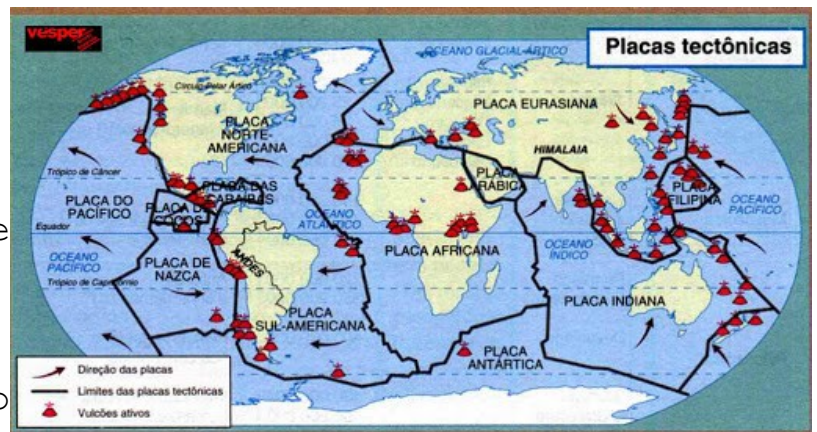 vesper
Placas tectônicas
OCEANO GLACIAL ÁRTICO
Círculo Polar Ártico
PLACA EURASIANA
PLACA
NORTE-
AMERICANA
HIMALAIA
Trópico de Câncer
PLACA DAS
CARAÍBAS
PLACA
ARÁBICA
PLACA
FILIPINA
PLACA DO
PACÍFICO
PLACA DE
COCOS
OCEANO
ATLÂNTICO
OCEANO
PACÍFICO
e
Equador
ANDES
PLACA AFRICANA
OCEANO
ÍNDICO
OCEANO
PACÍFICO
PLACA DE
NAZCA
Trópico de Capricórnio
PLACA
SUL-AMERICANA
PLACA INDIANA
PLACA
ANTÁRTICA
Direção das placas
Limites das placas tectônicas
Vulcões ativos
o